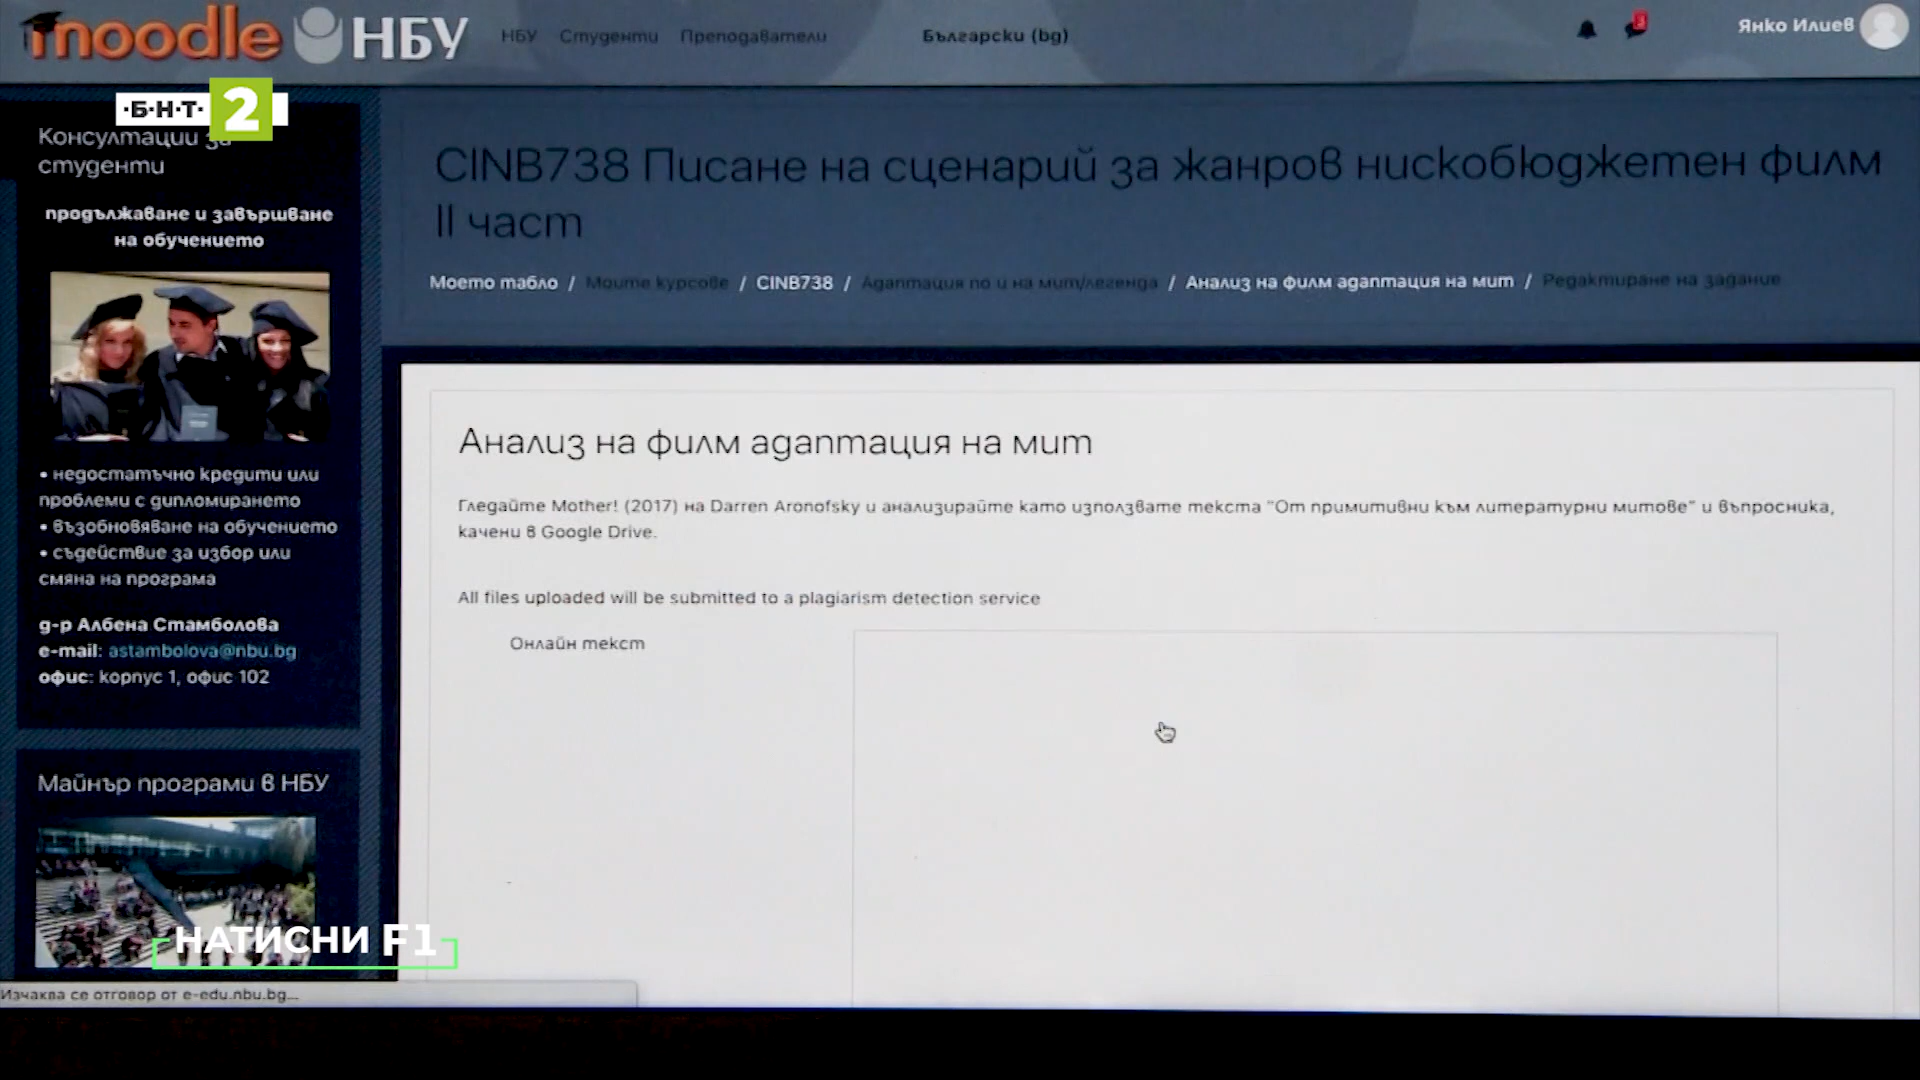 moodle НБУ НБУ Студенти Преподаватели Български (bg) 3 Янко Илиев
·Б·Н·Т· 2
Консултации за
студенти
продължаване и завършване
на обучението
• недостатъчно кредити или
проблеми с дипломирането
• възобновяване на обучението
• съдействие за избор или
смяна на програма
д-р Албена Стамболова
e-mail: astambolova@nbu.bg
офис: корпус 1, офис 102
Майнър програми в НБУ
CINB738 Писане на сценарий за жанров нискобюджетен филм
II част
Моето табло / Моите курсове / CINB738 / Адаптация по и на мит/легенда / Анализ на филм адаптация на мит / Редактиране на задание
Анализ на филм адаптация на мит
Гледайте Mother! (2017) на Darren Aronofsky и анализирайте като използвате текста "От примитивни към литературни митове" и въпросника,
качени в Google Drive.
All files uploaded will be submitted to a plagiarism detection service
Онлайн текст
НАТИСНИ F1
Изчаква се отговор от e-edu.nbu.bg...